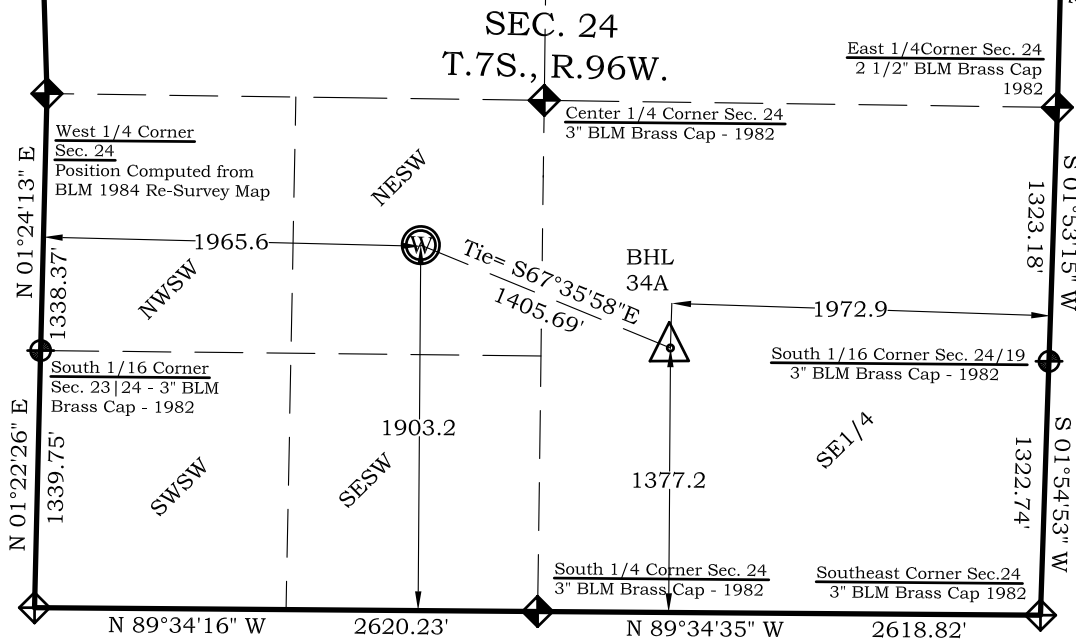 SEC. 24
T.7S., R.96W.
East 1/4Corner Sec. 24
2 1/2" BLM Brass Cap
1982
Center 1/4 Corner Sec. 24
3" BLM Brass Cap - 1982
West 1/4 Corner
Sec. 24
Position Computed from
BLM 1984 Re-Survey Map
NESW
N 01°24'13" E
1338.37'
1965.6
W
NWSW
Tie= S67°35'58"E
1405.69'
BHL
34A
1972.9
1323.18'
S 01°53'15" W
South 1/16 Corner
Sec. 23|24 - 3" BLM
Brass Cap - 1982
South 1/16 Corner Sec. 24/19
3" BLM Brass Cap - 1982
1903.2
1377.2
SE1/4
N 01°22'26" E
1339.75'
SWSW
SESW
1322.74'
S 01°54'53" W
South 1/4 Corner Sec. 24
3" BLM Brass Cap - 1982
Southeast Corner Sec.24
3" BLM Brass Cap 1982
N 89°34'16" W
2620.23'
N 89°34'35" W
2618.82'